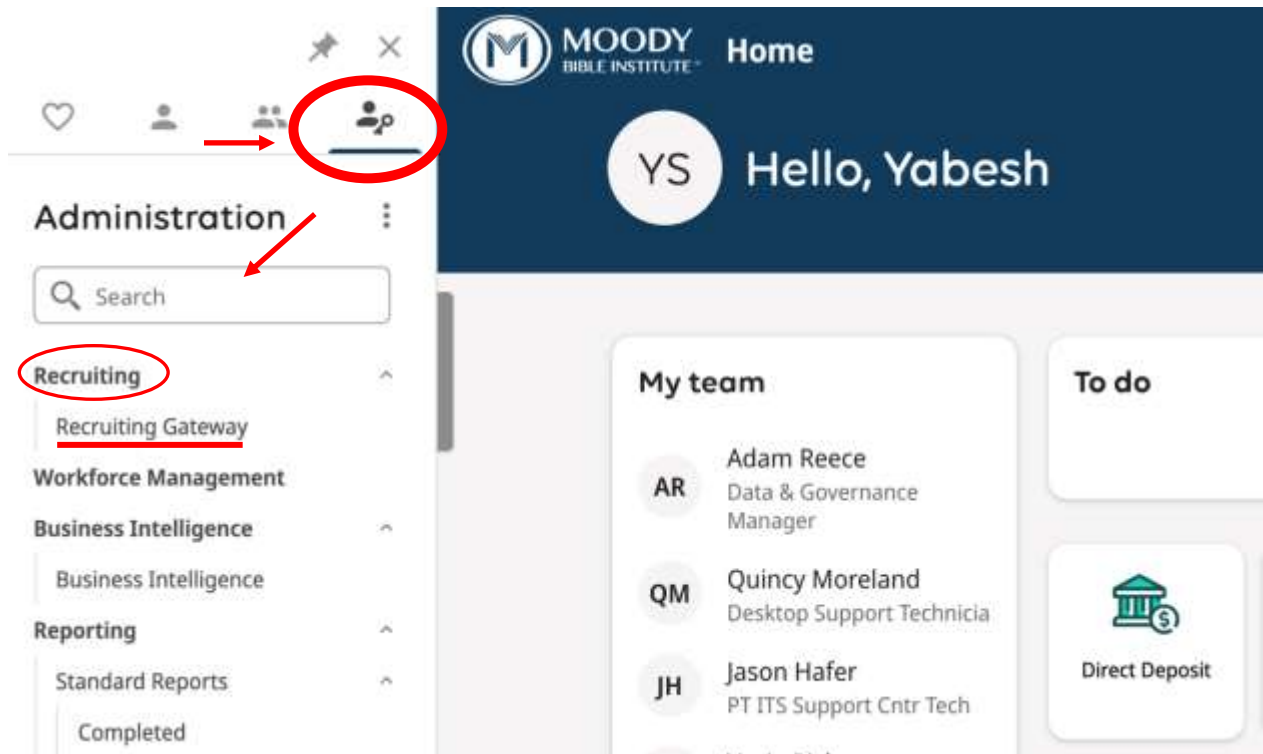 MOODY
BIBLE INSTITUTE
Home
YS
Hello, Yabesh
Administration
Search
Recruiting
Recruiting Gateway
Workforce Management
Business Intelligence
Business Intelligence
Reporting
Standard Reports
Completed
My team
AR
Adam Reece
Data & Governance
Manager
QM
Quincy Moreland
Desktop Support Technicia
JH
Jason Hafer
PT ITS Support Cntr Tech
To do
Direct Deposit